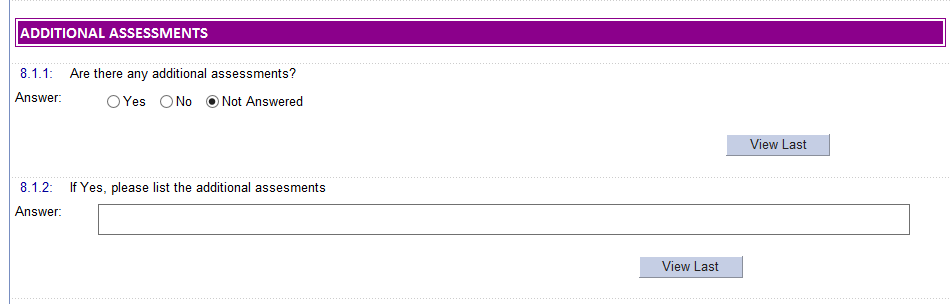 ADDITIONAL ASSESSMENTS
8.1.1: Are there any additional assessments?
Answer: Yes No Not Answered
View Last
8.1.2: If Yes, please list the additional assesments
Answer:
View Last